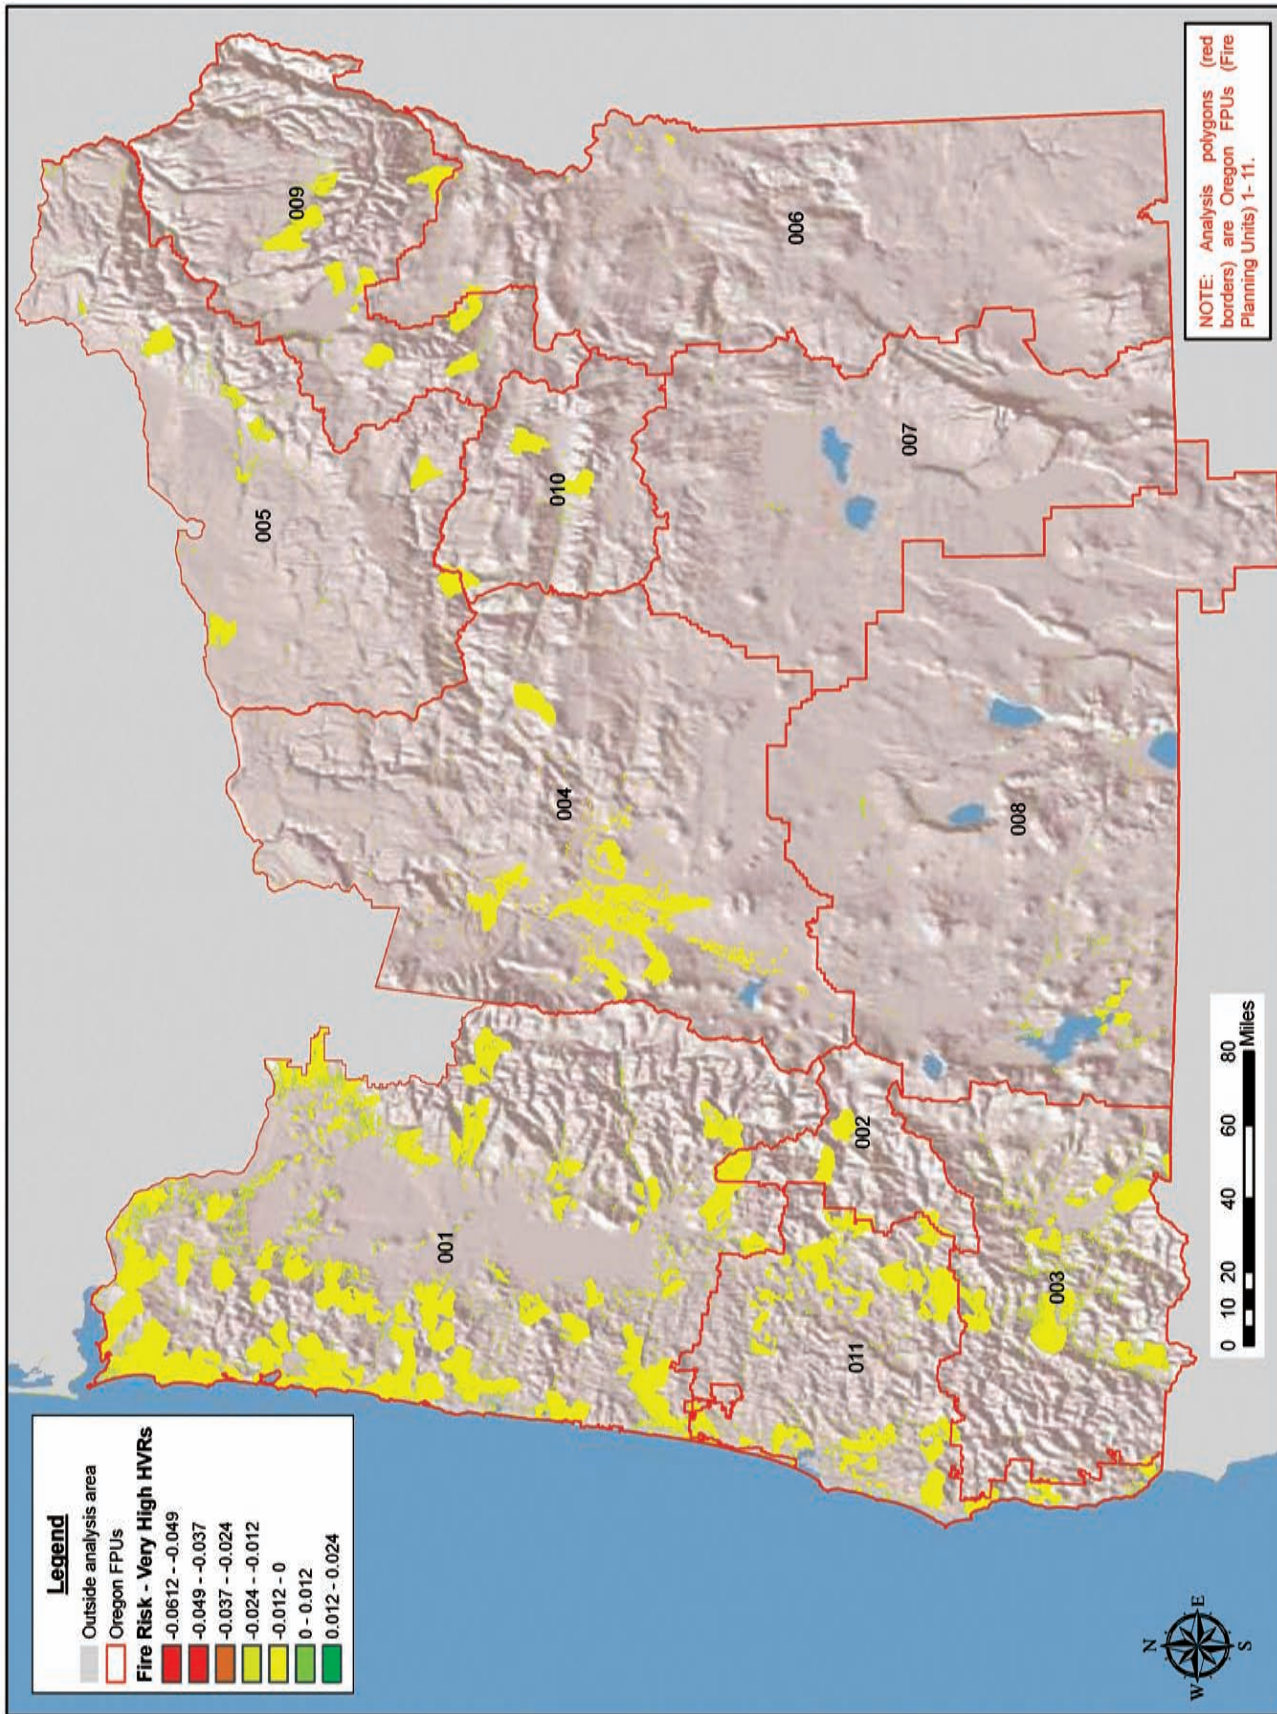 Legend
Outside analysis area
Oregon FPUs
Fire Risk - Very High HVRs
-0.0612 - -0.049
-0.049 - -0.037
-0.037 - -0.024
-0.024 - -0.012
-0.012 - 0
0 - 0.012
0.012 - 0.024
001
002
003
004
005
006
007
008
009
010
011
N
W
E
S
0 10 20 40 60 80
Miles
NOTE: Analysis polygons (red
borders) are Oregon FPUs (Fire
Planning Units) 1- 11.